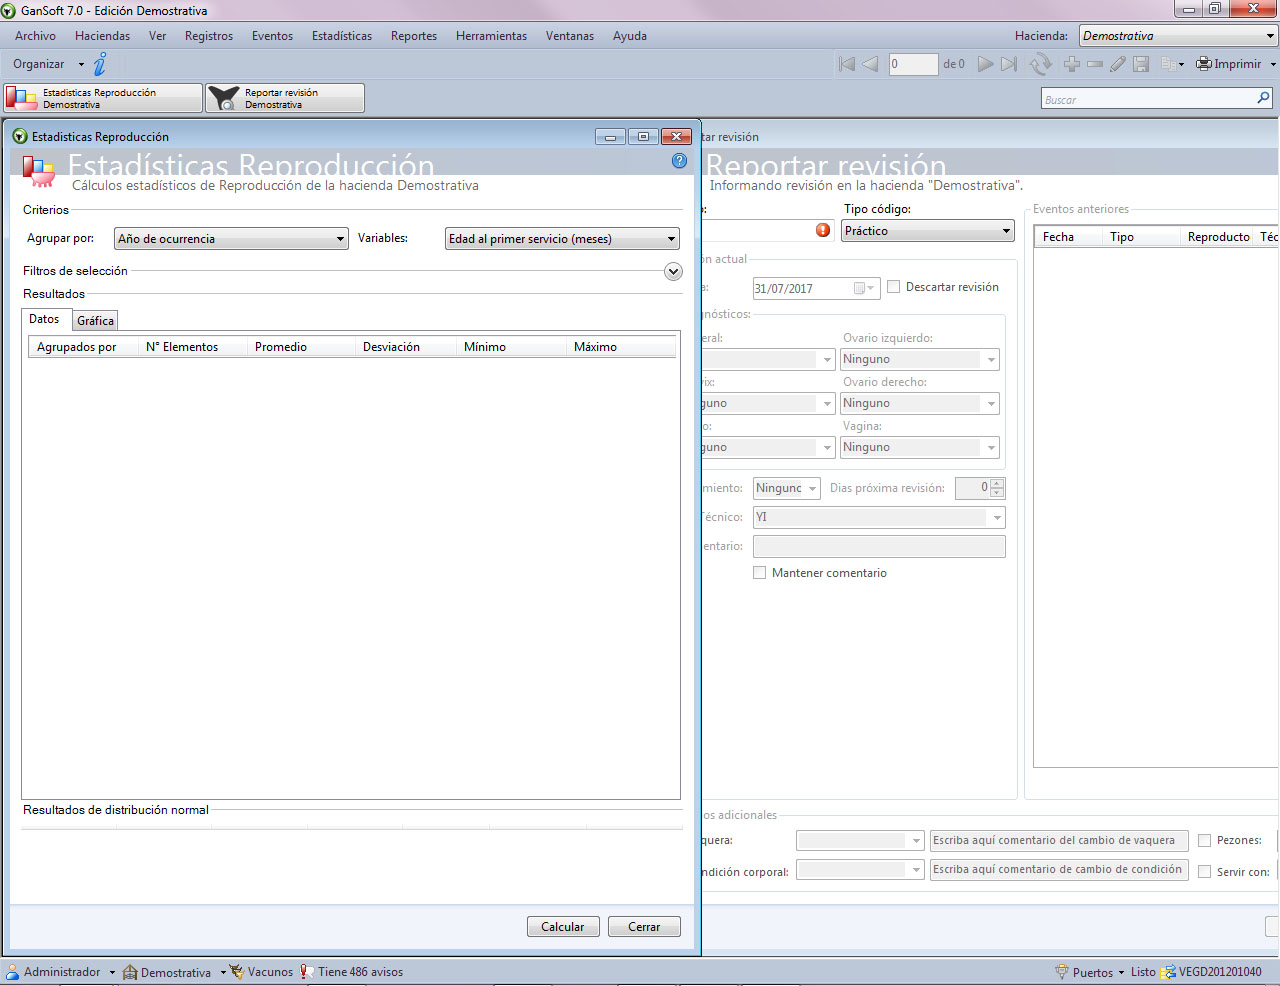 GanSoft 7.0 - Edición Demostrativa
Archivo Haciendas Ver Registros Eventos Estadísticas Reportes Herramientas Ventanas Ayuda Hacienda: Demostrativa
Organizar 0 de 0 Imprimir
Estadisticas Reproducción
Demostrativa
Reportar revisión
Demostrativa
Buscar
Estadisticas Reproducción
Estadísticas Reproducción
Cálculos estadísticos de Reproducción de la hacienda Demostrativa
Criterios
Agrupar por: Año de ocurrencia Variables: Edad al primer servicio (meses)
Filtros de selección
Resultados
Datos Gráfica
Agrupados por N° Elementos Promedio Desviación Mínimo Máximo
Resultados de distribución normal
Calcular Cerrar
tar revisión
Reportar revisión
Informando revisión en la hacienda "Demostrativa".
o: Tipo código:
Práctico
Eventos anteriores
Fecha Tipo Reproducto Téc
on actual
a: 31/07/2017 Descartar revisión
gnósticos:
eral: Ovario izquierdo:
Ninguno
vix: Ovario derecho:
guno Ninguno
o: Vagina:
guno Ninguno
miento: Ninguno Dias próxima revisión: 0
Técnico: YI
entario:
Mantener comentario
os adicionales
quera: Escriba aquí comentario del cambio de vaquera Pezones:
ndición corporal: Escriba aquí comentario de cambio de condición Servir con:
Administrador Demostrativa Vacunos Tiene 486 avisos Puertos Listo VEGD201201040